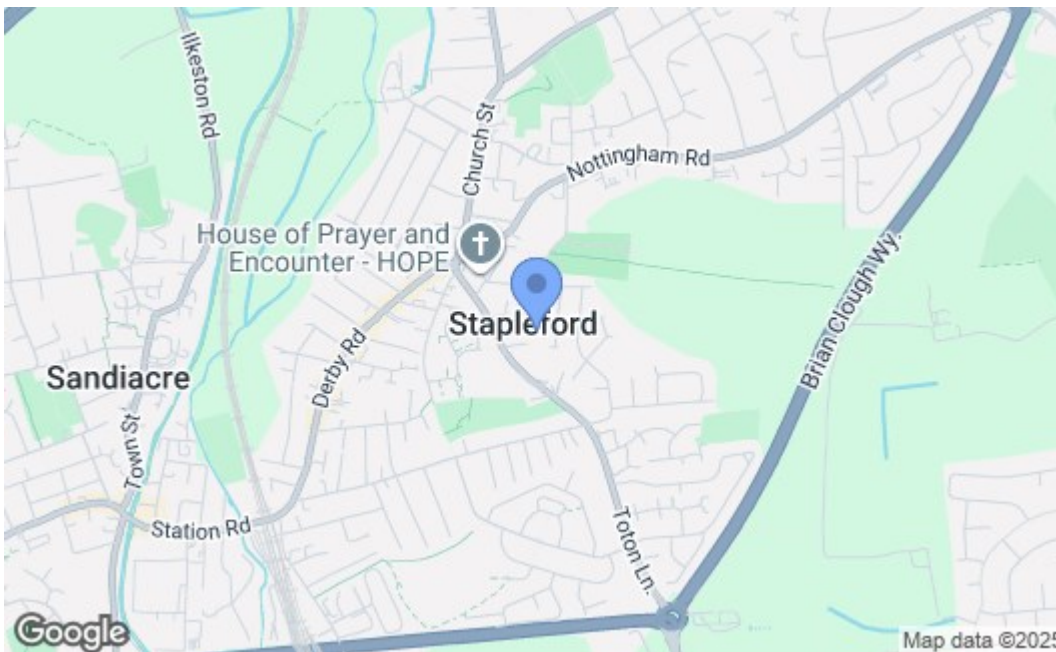 Ilkeston Rd
Church St
Nottingham Rd
House of Prayer and
Encounter - HOPE
Brian Clough Wy.
Stapleford
Derby Rd
Sandiacre
Town St
Station Rd
Toton Ln.
Google
Map data ©2025